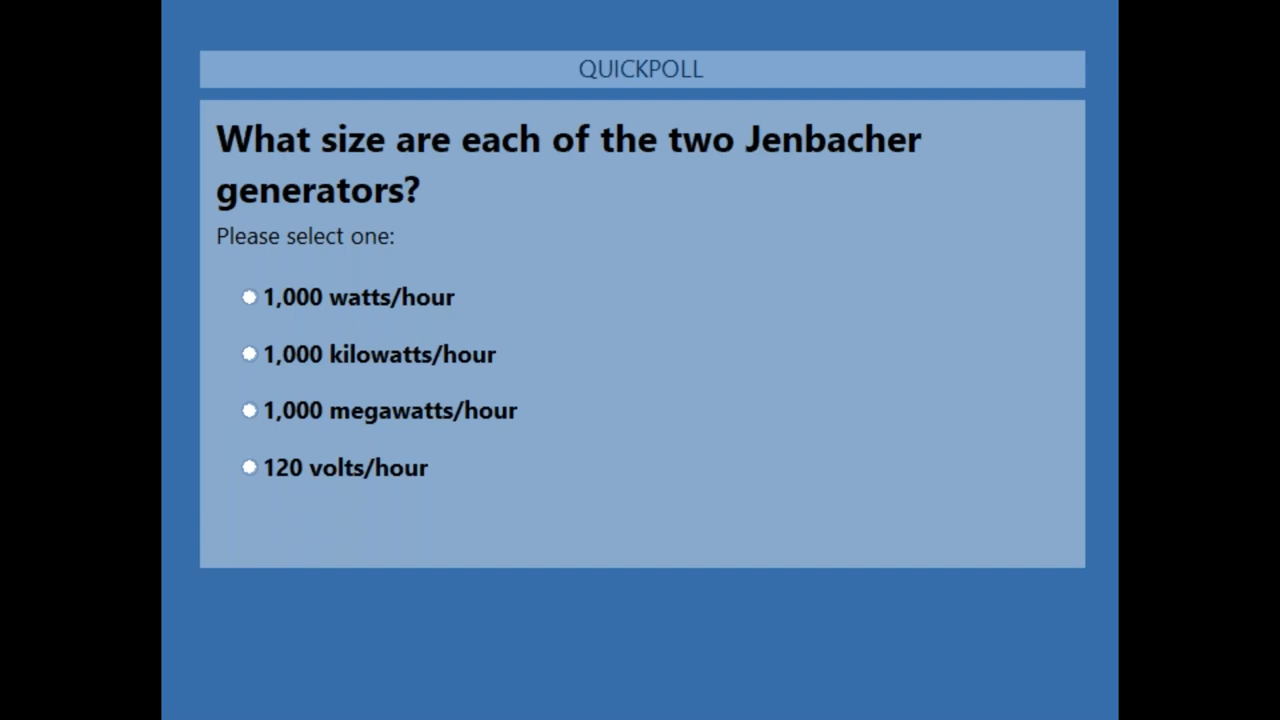 QUICKPOLL
What size are each of the two Jenbacher
generators?
Please select one:
1,000 watts/hour
1,000 kilowatts/hour
1,000 megawatts/hour
120 volts/hour